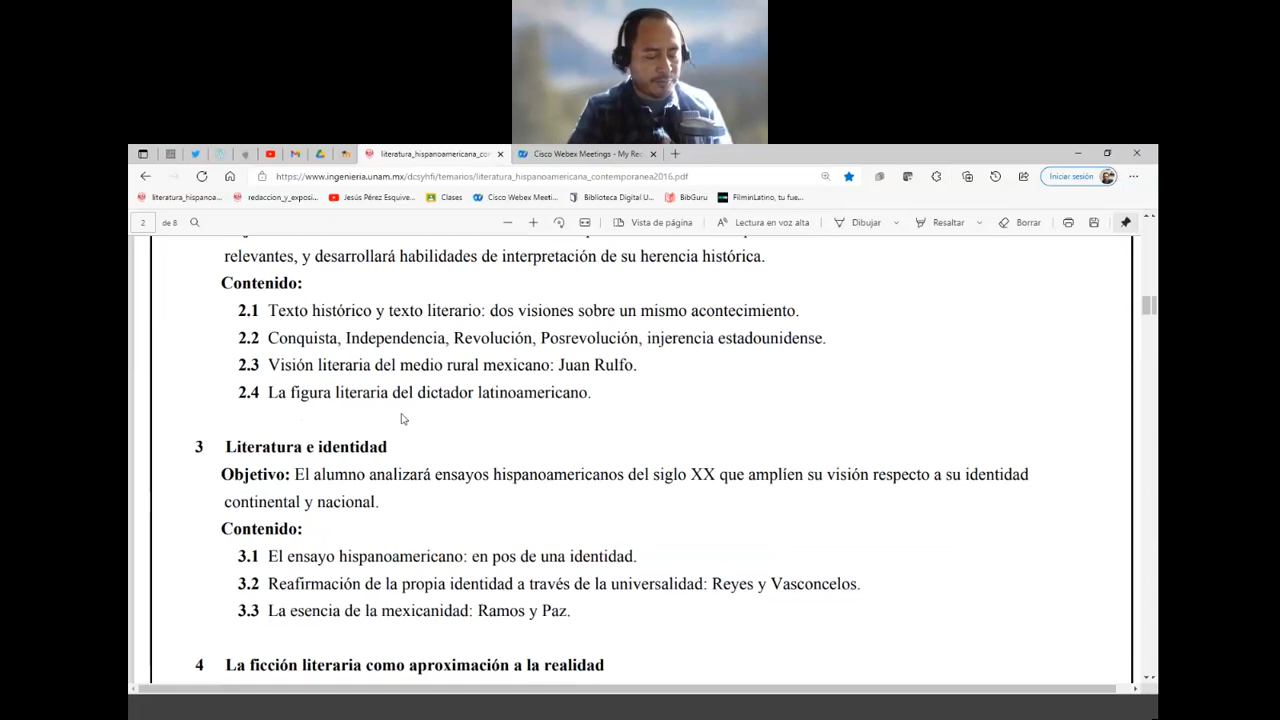 literatura_hispanoamericana_co
Cisco Webex Meetings - My Rec
https://www.ingenieria.unam.mx/dcsyhfi/temarios/literatura_hispanoamericana_contemporanea2016.pdf
Iniciar sesión
literatura_hispanoa...
redaccion_y_exposi...
Jesús Pérez Esquive...
Clases
Cisco Webex Meeti...
Biblioteca Digital U...
BibGuru
FilminLatino, tu fue...
2 de 8
Vista de página
Lectura en voz alta
Dibujar
Resaltar
Borrar
relevantes, y desarrollará habilidades de interpretación de su herencia histórica.
Contenido:
2.1 Texto histórico y texto literario: dos visiones sobre un mismo acontecimiento.
2.2 Conquista, Independencia, Revolución, Posrevolución, injerencia estadounidense.
2.3 Visión literaria del medio rural mexicano: Juan Rulfo.
2.4 La figura literaria del dictador latinoamericano.
3 Literatura e identidad
Objetivo: El alumno analizará ensayos hispanoamericanos del siglo XX que amplíen su visión respecto a su identidad
continental y nacional.
Contenido:
3.1 El ensayo hispanoamericano: en pos de una identidad.
3.2 Reafirmación de la propia identidad a través de la universalidad: Reyes y Vasconcelos.
3.3 La esencia de la mexicanidad: Ramos y Paz.
4 La ficción literaria como aproximación a la realidad